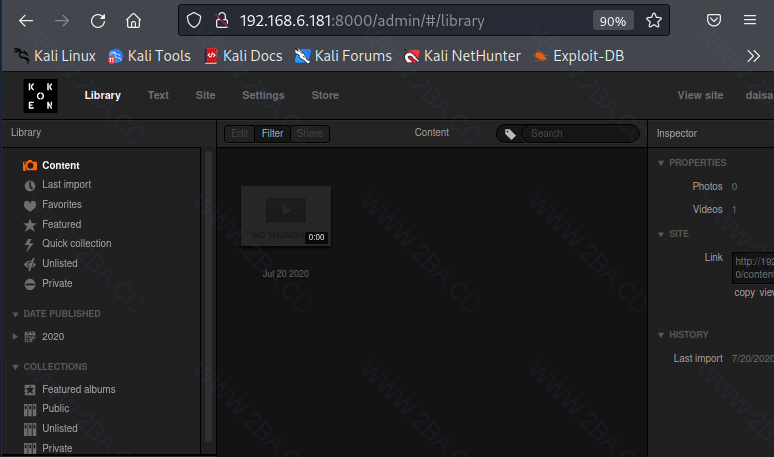 192.168.6.181:8000/admin/#/library
90%
Kali Linux
Kali Tools
Kali Docs
Kali Forums
Kali NetHunter
Exploit-DB
KOKEN
Library
Text
Site
Settings
Store
View site
daisa
Library
Edit
Filter
Share
Content
Search
Inspector
Content
Last import
Favorites
Featured
Quick collection
Unlisted
Private
DATE PUBLISHED
2020
COLLECTIONS
Featured albums
Public
Unlisted
Private
NO THUMBN
0:00
Jul 20 2020
PROPERTIES
Photos 0
Videos 1
SITE
Link http://192
0/conten
copy view
HISTORY
Last import 7/20/2020
WWW.2BA.CC